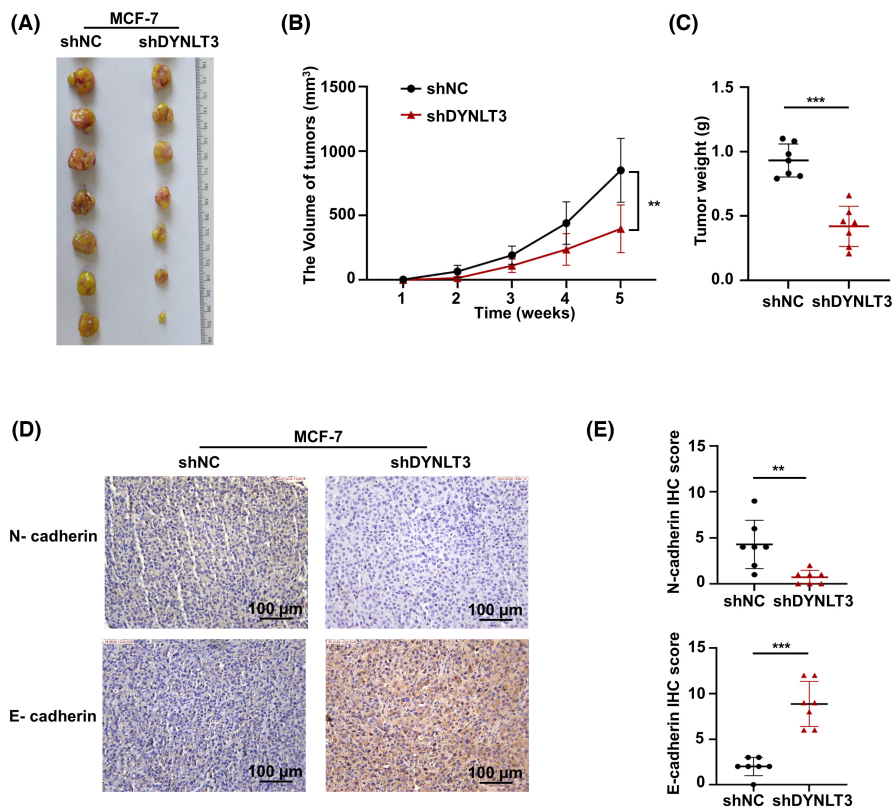 (A)
MCF-7
shNC shDYNLT3
(B)
The Volume of tumors (mm³)
1500
1000
500
0
shNC
shDYNLT3
**
1 2 3 4 5
Time (weeks)
(C)
Tumor weight (g)
1.5
1.0
0.5
0.0
***
shNC shDYNLT3
(D)
MCF-7
shNC shDYNLT3
N- cadherin
100 µm 100 µm
E- cadherin
100 µm 100 µm
(E)
N-cadherin IHC score
15
10
5
0
**
shNC shDYNLT3
E-cadherin IHC score
15
10
5
0
***
shNC shDYNLT3